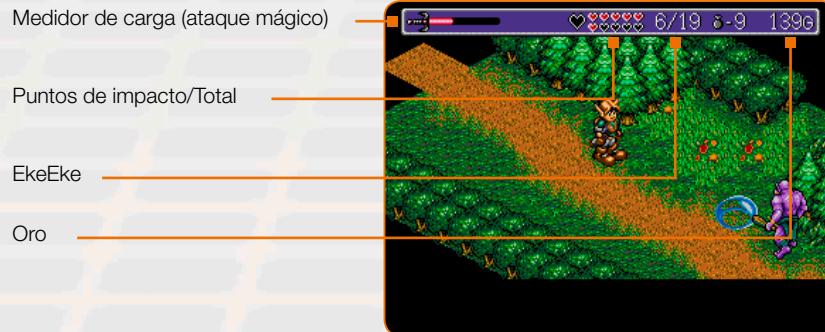 Medidor de carga (ataque mágico)
6/19 -9 139G
Puntos de impacto/Total
EkeEke
Oro